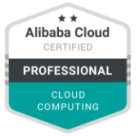 Alibaba Cloud
CERTIFIED
PROFESSIONAL
CLOUD
COMPUTING